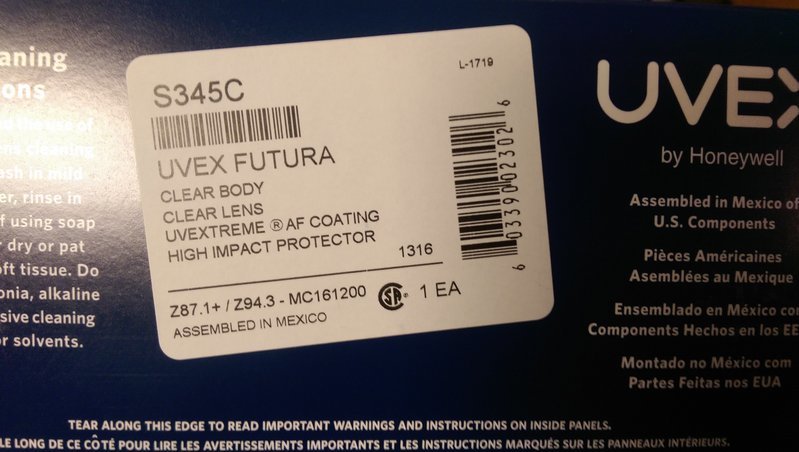 aning
ons
ens cleaning
ash in mild
er, rinse in
f using soap
r dry or pat
oft tissue. Do
onia, alkaline
sive cleaning
or solvents.
L-1719
S345C
UVEX FUTURA
CLEAR BODY
CLEAR LENS
UVEXTREME ® AF COATING
HIGH IMPACT PROTECTOR
1316
Z87.1+ / Z94.3 - MC161200 CSA® 1 EA
ASSEMBLED IN MEXICO
6 03390 02302 6
UVEX
by Honeywell
Assembled in Mexico of
U.S. Components
Pièces Américaines
Asemblées au Mexique
Ensemblado en México con
Components Hechos en los EE
Montado no México com
Partes Feitas nos EUA
TEAR ALONG THIS EDGE TO READ IMPORTANT WARNINGS AND INSTRUCTIONS ON INSIDE PANELS.
LE LONG DE CE CÔTÉ POUR LIRE LES AVERTISSEMENTS IMPORTANTS ET LES INSTRUCTIONS MARQUÉS SUR LES PANNEAUX INTÉRIEURS.